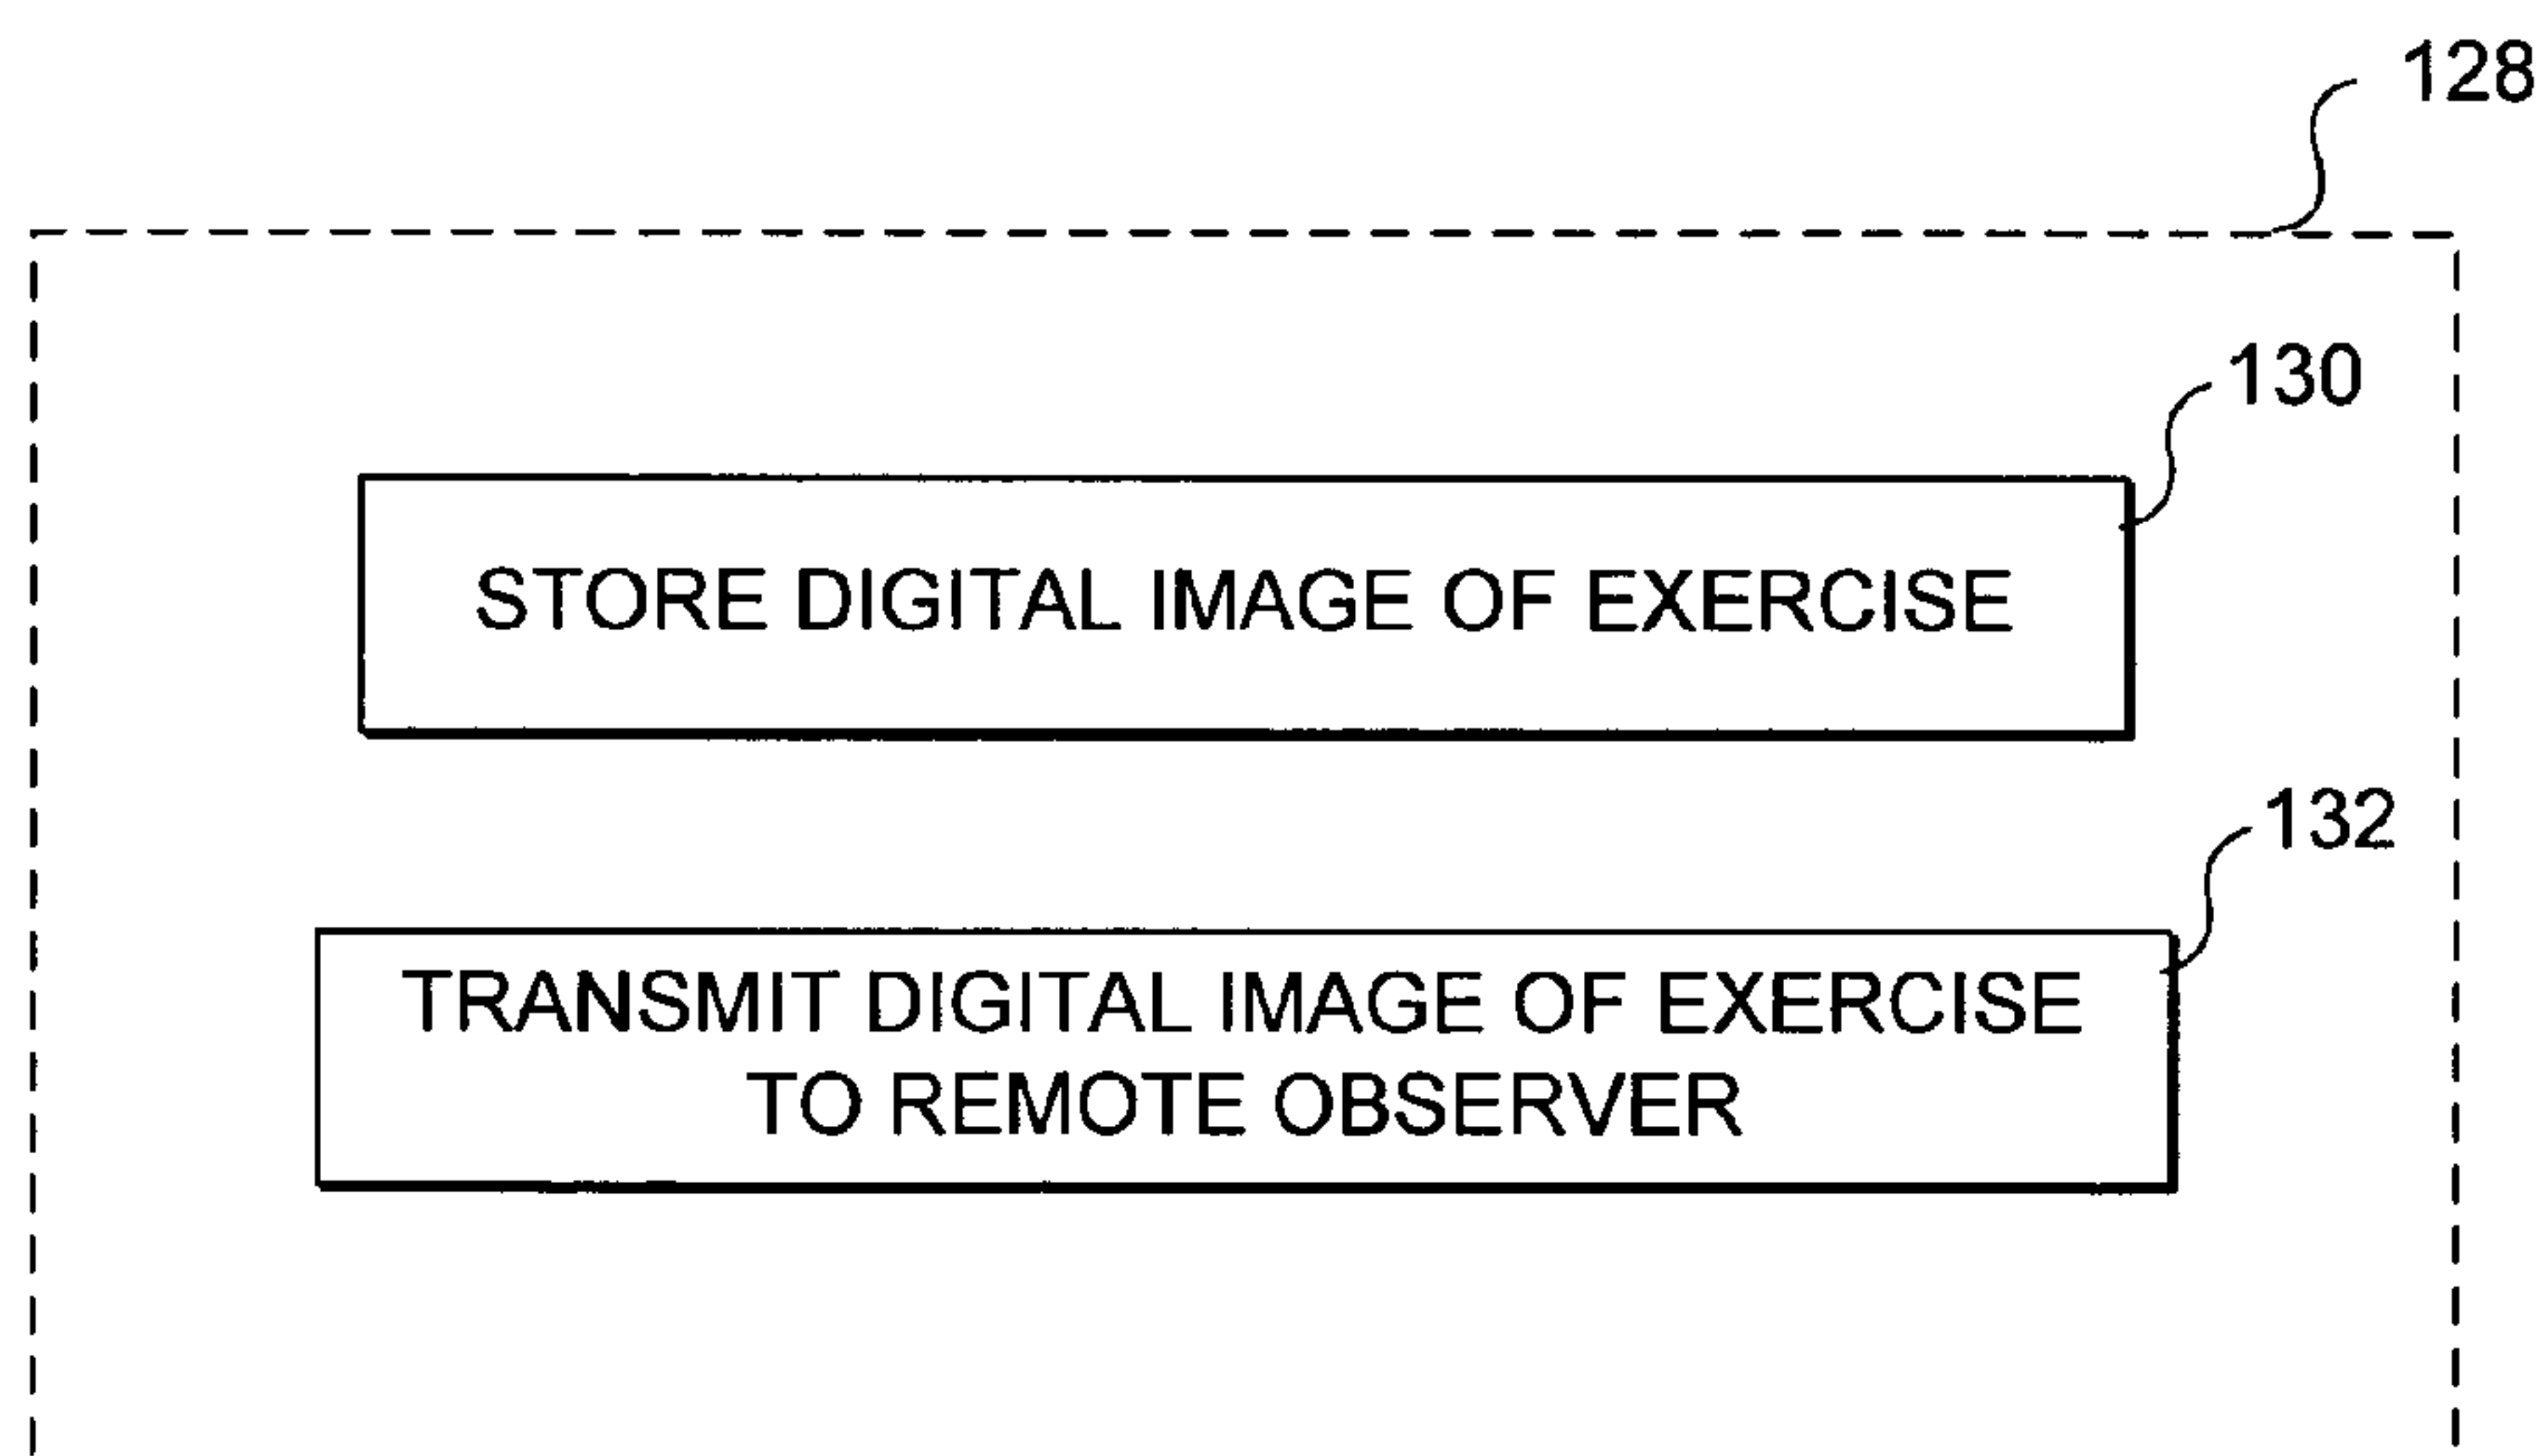 128
130
STORE DIGITAL IMAGE OF EXERCISE
132
TRANSMIT DIGITAL IMAGE OF EXERCISE
TO REMOTE OBSERVER